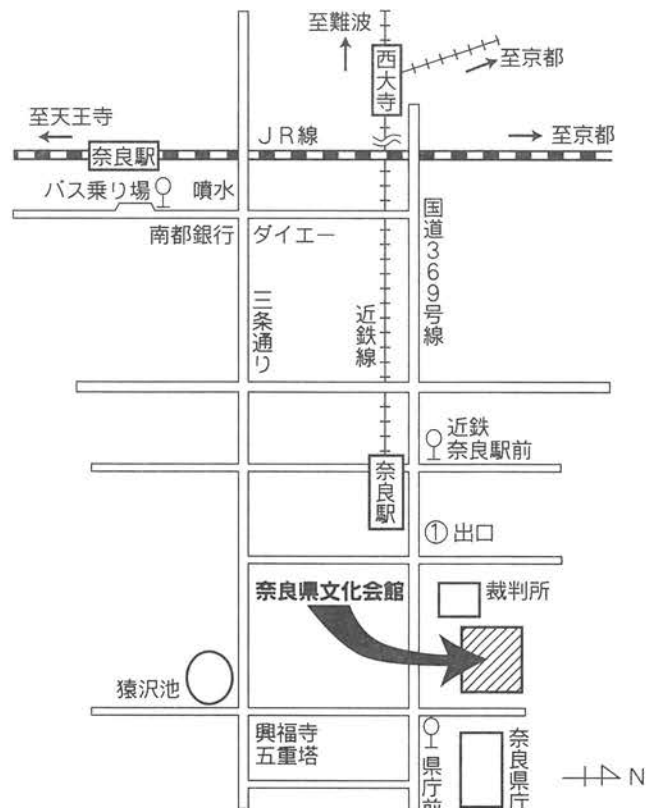 至難波
西大寺
至京都
至天王寺
JR線
奈良駅
至京都
バス乗り場
噴水
南都銀行
ダイエー
国道369号線
三条通り
近鉄線
近鉄
奈良駅前
奈良駅
①出口
奈良県文化会館
裁判所
猿沢池
興福寺
五重塔
県庁前
奈良県庁
N